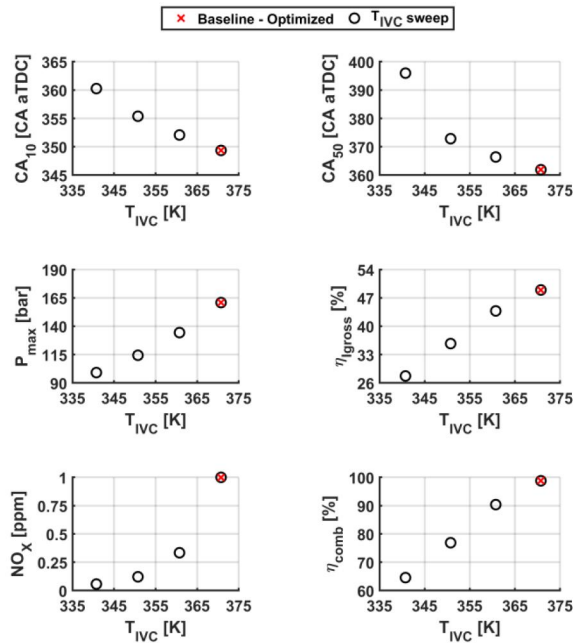 Baseline - Optimized T_IVC sweep
CA_10 [CA aTDC]
365
360
355
350
345
335 345 355 365 375
T_IVC [K]
CA_50 [CA aTDC]
400
390
380
370
360
335 345 355 365 375
T_IVC [K]
P_max [bar]
190
165
140
115
90
335 345 355 365 375
T_IVC [K]
η_Igross [%]
54
47
40
33
26
335 345 355 365 375
T_IVC [K]
NO_X [ppm]
1
0.75
0.5
0.25
0
335 345 355 365 375
T_IVC [K]
η_comb [%]
100
90
80
70
60
335 345 355 365 375
T_IVC [K]